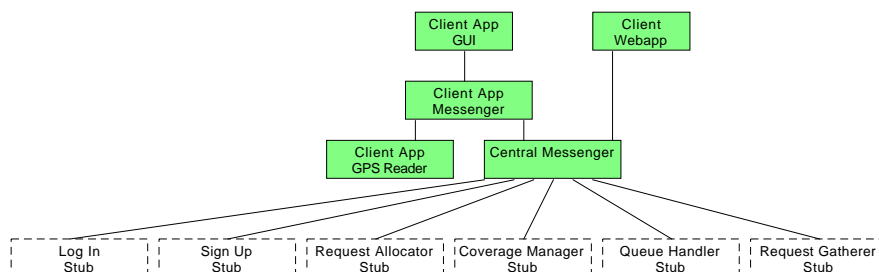 Client App
GUI
Client
Webapp
Client App
Messenger
Client App
GPS Reader
Central Messenger
Log In
Stub
Sign Up
Stub
Request Allocator
Stub
Coverage Manager
Stub
Queue Handler
Stub
Request Gatherer
Stub